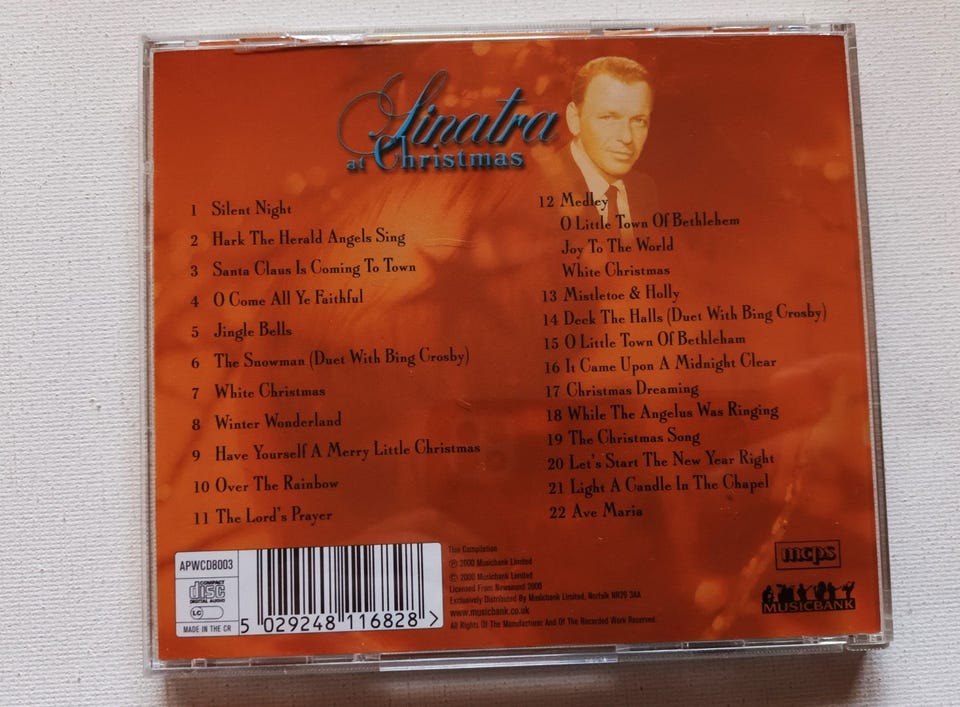 Sinatra
at Christmas
1 Silent Night
2 Hark The Herald Angels Sing
3 Santa Claus Is Coming To Town
4 O Come All Ye Faithful
5 Jingle Bells
6 The Snowman (Duet With Bing Crosby)
7 White Christmas
8 Winter Wonderland
9 Have Yourself A Merry Little Christmas
10 Over The Rainbow
11 The Lord's Prayer
12 Medley
O Little Town Of Bethlehem
Joy To The World
White Christmas
13 Mistletoe & Holly
14 Deck The Halls (Duet With Bing Crosby)
15 O Little Town Of Bethleham
16 It Came Upon A Midnight Clear
17 Christmas Dreaming
18 While The Angelus Was Ringing
19 The Christmas Song
20 Let's Start The New Year Right
21 Light A Candle In The Chapel
22 Ave Maria
APWCD8003
COMPACT
disc
DIGITAL AUDIO
LC
MADE IN THE CR
5 029248 116828 >
This Compilation
℗ 2000 Musicbank Limited
© 2000 Musicbank Limited
Licensed From Newsound 2000
Exclusively Distributed By Musicbank Limited, Norfolk NR29 3AA
www.musicbank.co.uk
All Rights Of The Manufacturer And Of The Recorded Work Reserved.
mcps
MUSICBANK